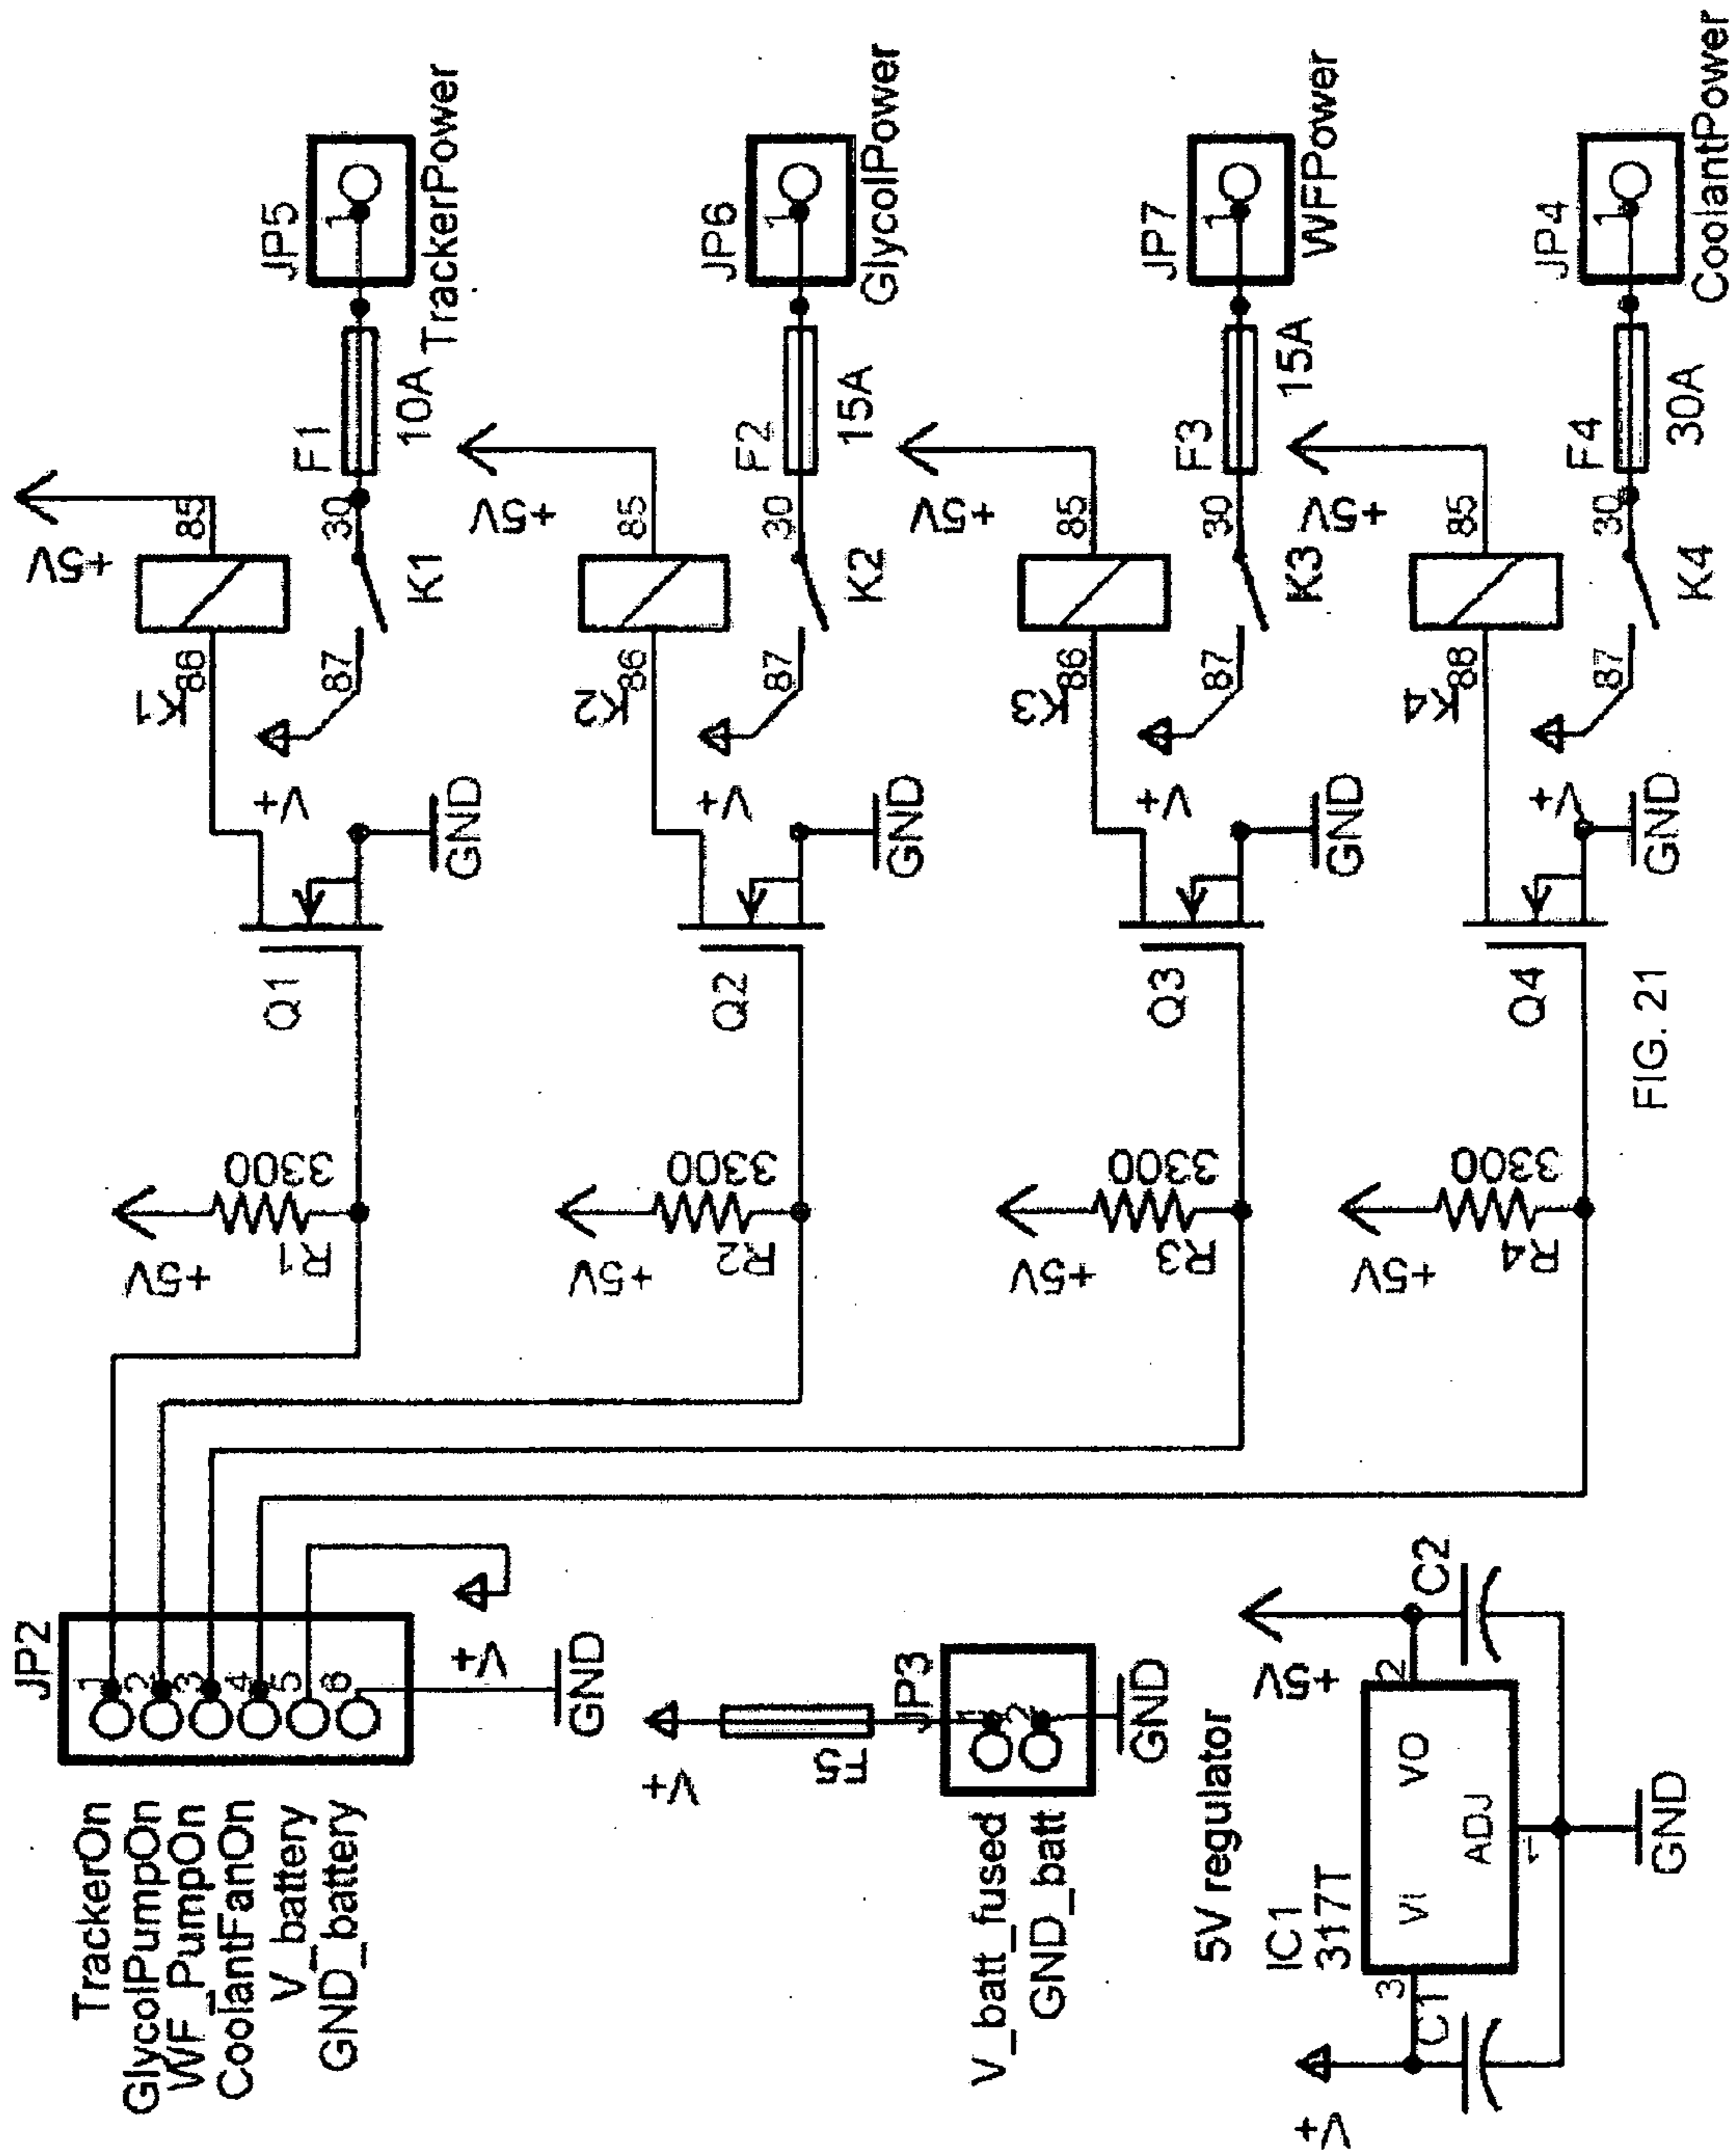 JP2
TrackerOn
1
GlycolPumpOn
2
WF_PumpOn
3
CoolantFanOn
4
V_battery
5
GND_battery
6
V+
GND
+5V
R1
3300
Q1
GND
V+
K1
86
85
+5V
87
30
K1
F1
10A
JP5
1
TrackerPower
+5V
R2
3300
Q2
GND
V+
K2
86
85
+5V
87
30
K2
F2
15A
JP6
1
GlycolPower
+5V
R3
3300
Q3
GND
V+
K3
86
85
+5V
87
30
K3
F3
15A
JP7
1
WFPower
+5V
R4
3300
Q4
GND
V+
K4
88
85
+5V
87
30
K4
F4
30A
JP4
1
CoolantPower
V+
JP3
V_batt_fused
1
GND_batt
2
GND
5V regulator
IC1
317T
V+
C1
3
VI
VO
2
ADJ
1
+5V
C2
GND
FIG. 21